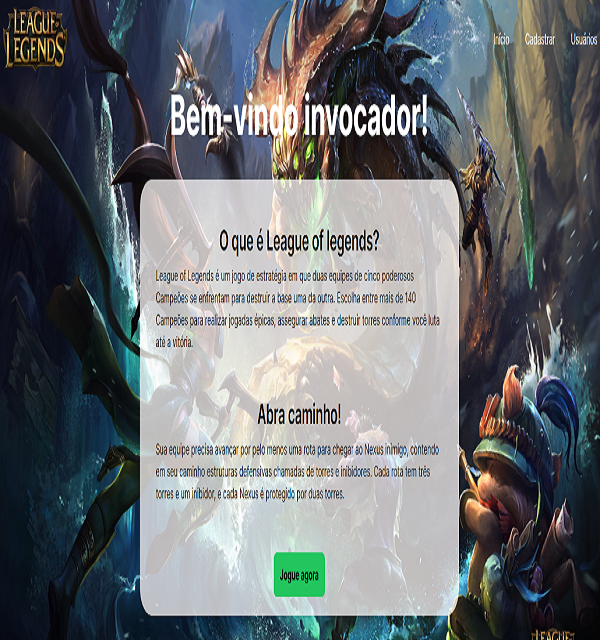 LEAGUE
OF
LEGENDS
Início Cadastrar Usuários
Bem-vindo invocador!
O que é League of legends?
League of Legends é um jogo de estratégia em que duas equipes de cinco poderosos
Campeões se enfrentam para destruir a base uma da outra. Escolha entre mais de 140
Campeões para realizar jogadas épicas, assegurar abates e destruir torres conforme você luta
até a vitória.
Abra caminho!
Sua equipe precisa avançar por pelo menos uma rota para chegar ao Nexus inimigo, contendo
em seu caminho estruturas defensivas chamadas de torres e inibidores. Cada rota tem três
torres e um inibidor, e cada Nexus é protegido por duas torres.
Jogue agora
LEAGUE